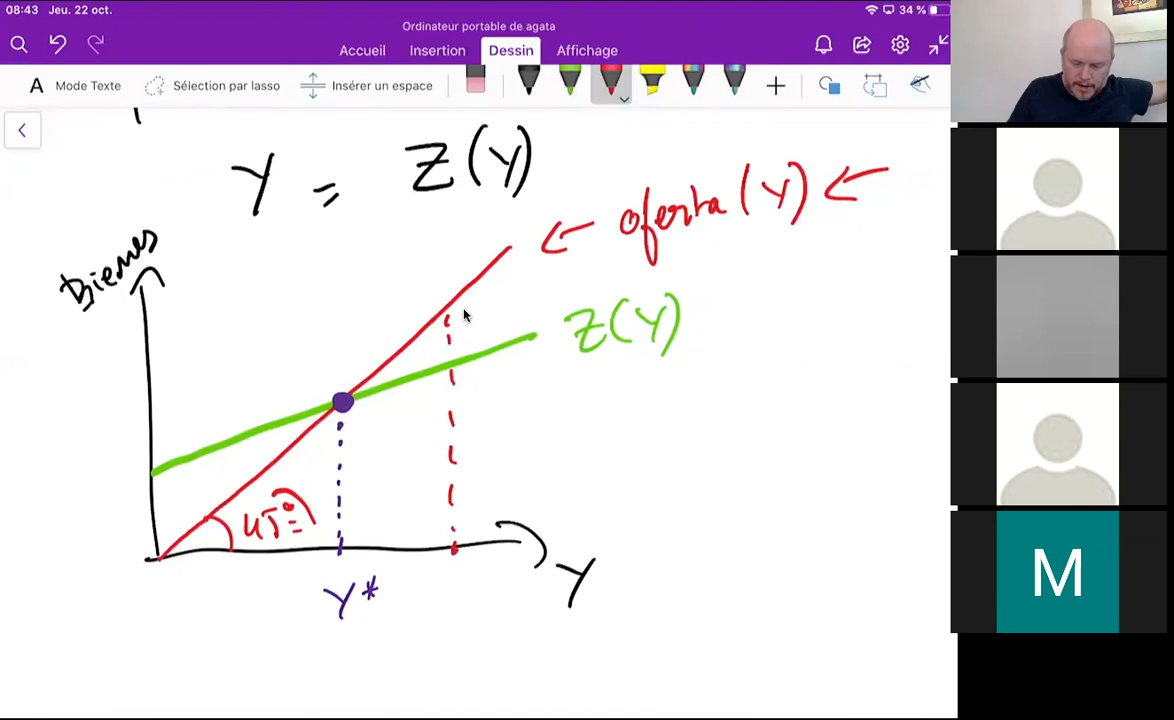 08:43 Jeu. 22 oct.
34 %
Ordinateur portable de agata
Accueil Insertion Dessin Affichage
A Mode Texte Sélection par lasso Insérer un espace
Y = Z(Y)
← oferta (Y) ←
Bienes
Z(Y)
45º
Y
Y*
M